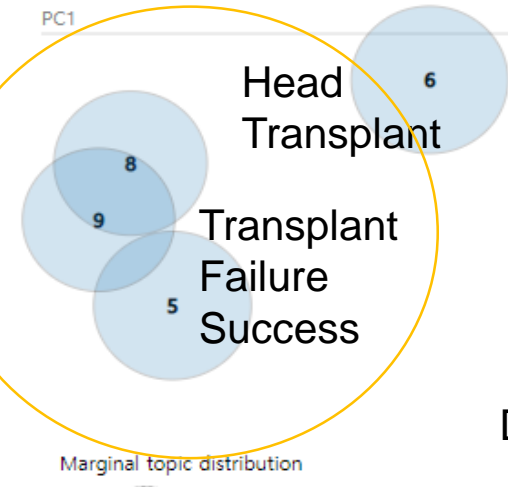 PC1
6
Head
Transplant
8
9
Transplant
Failure
5
Success
D
Marginal topic distribution